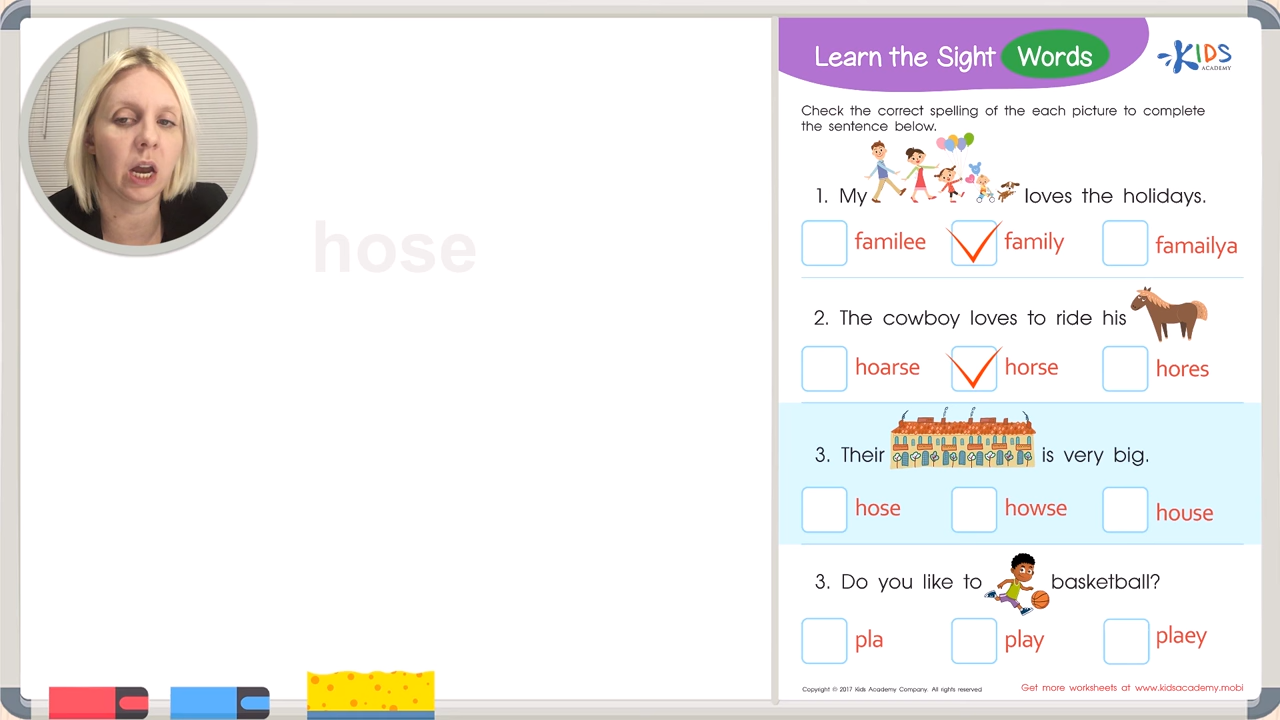 hose
Learn the Sight Words
KIDS
ACADEMY
Check the correct spelling of the each picture to complete
the sentence below.
1. My loves the holidays.
familee family famailya
2. The cowboy loves to ride his
hoarse horse hores
3. Their is very big.
hose howse house
3. Do you like to basketball?
pla play plaey
Copyright © 2017 Kids Academy Company. All rights reserved
Get more worksheets at www.kidsacademy.mobi